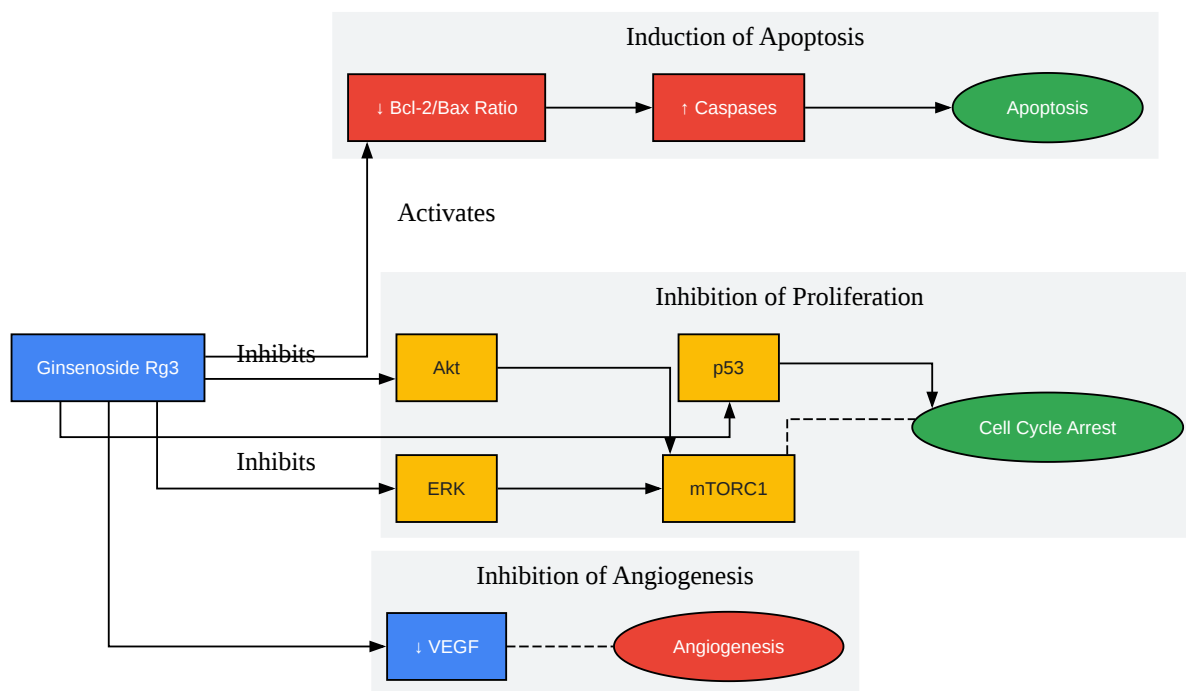 Induction of Apoptosis
↓ Bcl-2/Bax Ratio
↑ Caspases
Apoptosis
Activates
Inhibition of Proliferation
Ginsenoside Rg3
Inhibits
Akt
p53
Cell Cycle Arrest
Inhibits
ERK
mTORC1
Inhibition of Angiogenesis
↓ VEGF
Angiogenesis